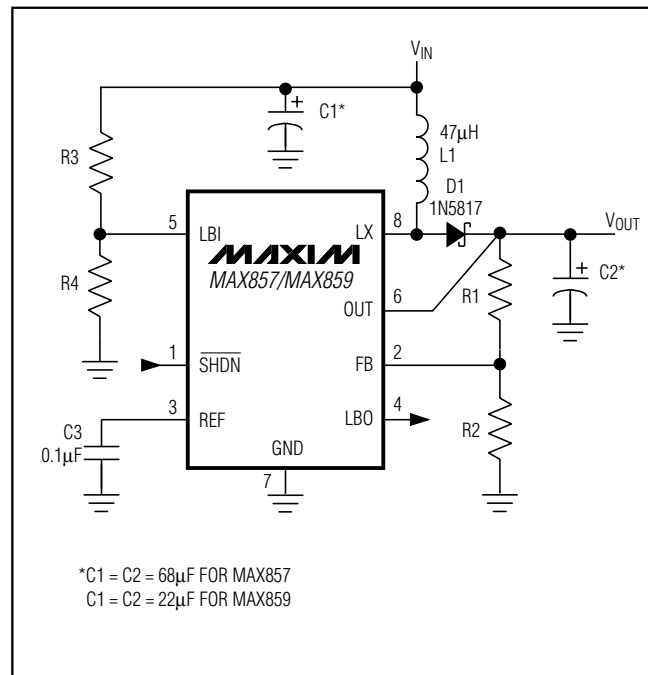 VIN
C1*
47μH
L1
R3
D1
1N5817
5
LBI
LX
8
VOUT
MAXIM
MAX857/MAX859
R4
C2*
R1
6
OUT
1
SHDN
FB
2
3
REF
LBO
4
C3
0.1μF
R2
GND
7
*C1 = C2 = 68μF FOR MAX857
C1 = C2 = 22μF FOR MAX859